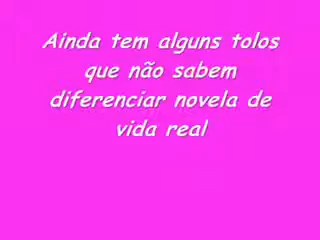 Ainda tem alguns tolos
que não sabem
diferenciar novela de
vida real